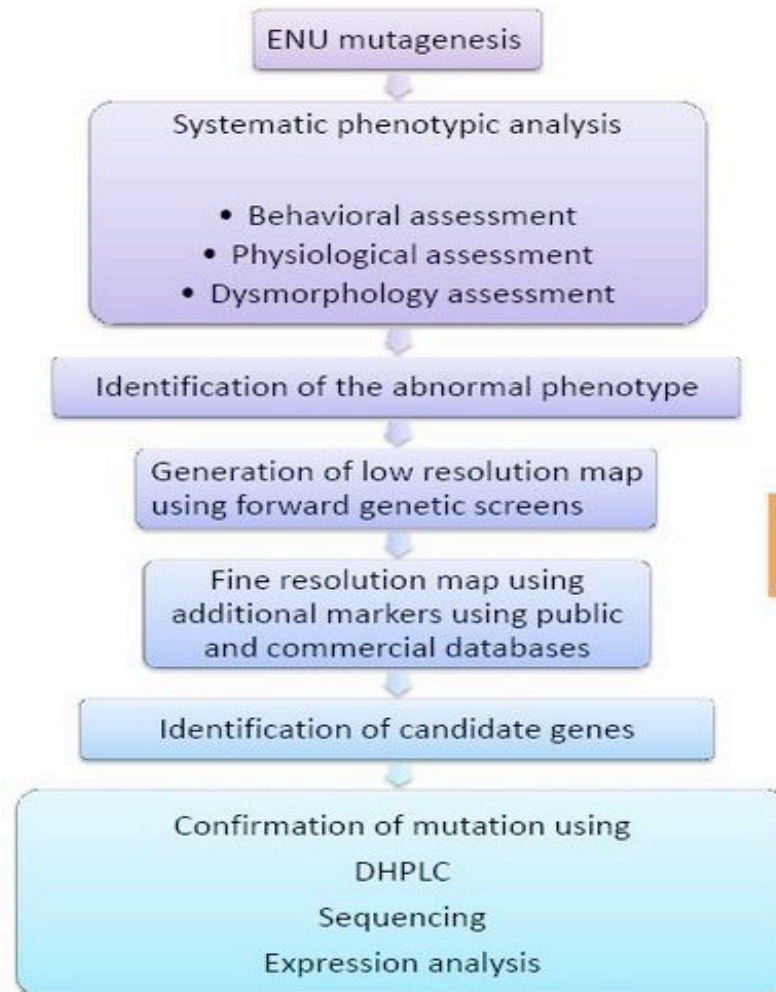 ENU mutagenesis
Systematic phenotypic analysis
• Behavioral assessment
• Physiological assessment
• Dysmorphology assessment
Identification of the abnormal phenotype
Generation of low resolution map
using forward genetic screens
Fine resolution map using
additional markers using public
and commercial databases
Identification of candidate genes
Confirmation of mutation using
DHPLC
Sequencing
Expression analysis